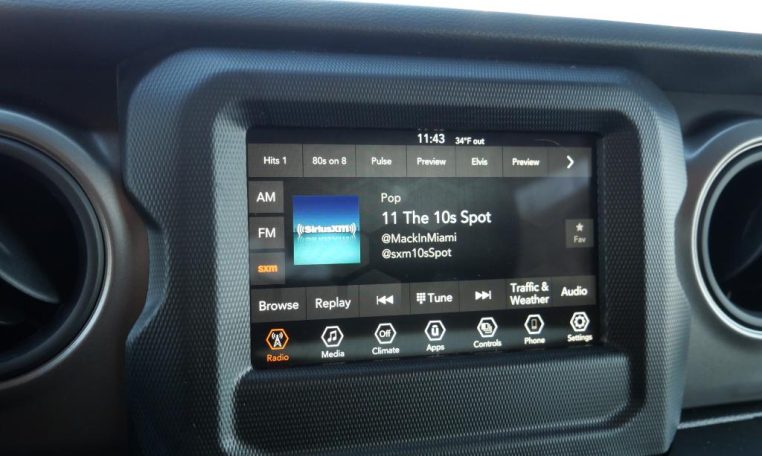 11:43 34°F out
Hits 1 80s on 8 Pulse Preview Elvis Preview
AM
FM
sxm
((SiriusXM))
Pop
11 The 10s Spot
@MackInMiami
@sxm10sSpot
Fav
Browse Replay Tune Traffic & Weather Audio
Off
Radio Media Climate Apps Controls Phone Settings